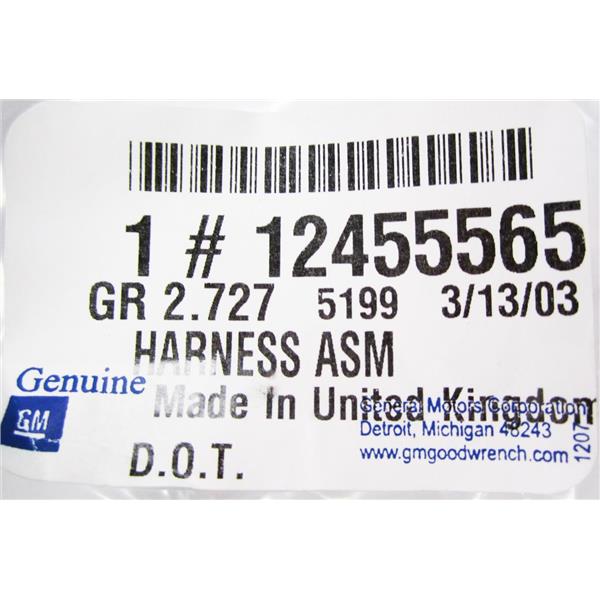 1 # 12455565
GR 2.727 5199 3/13/03
HARNESS ASM
Genuine
GM
Made In United Kingdom
General Motors Corporation
Detroit, Michigan 48243
www.gmgoodwrench.com
1207
D.O.T.